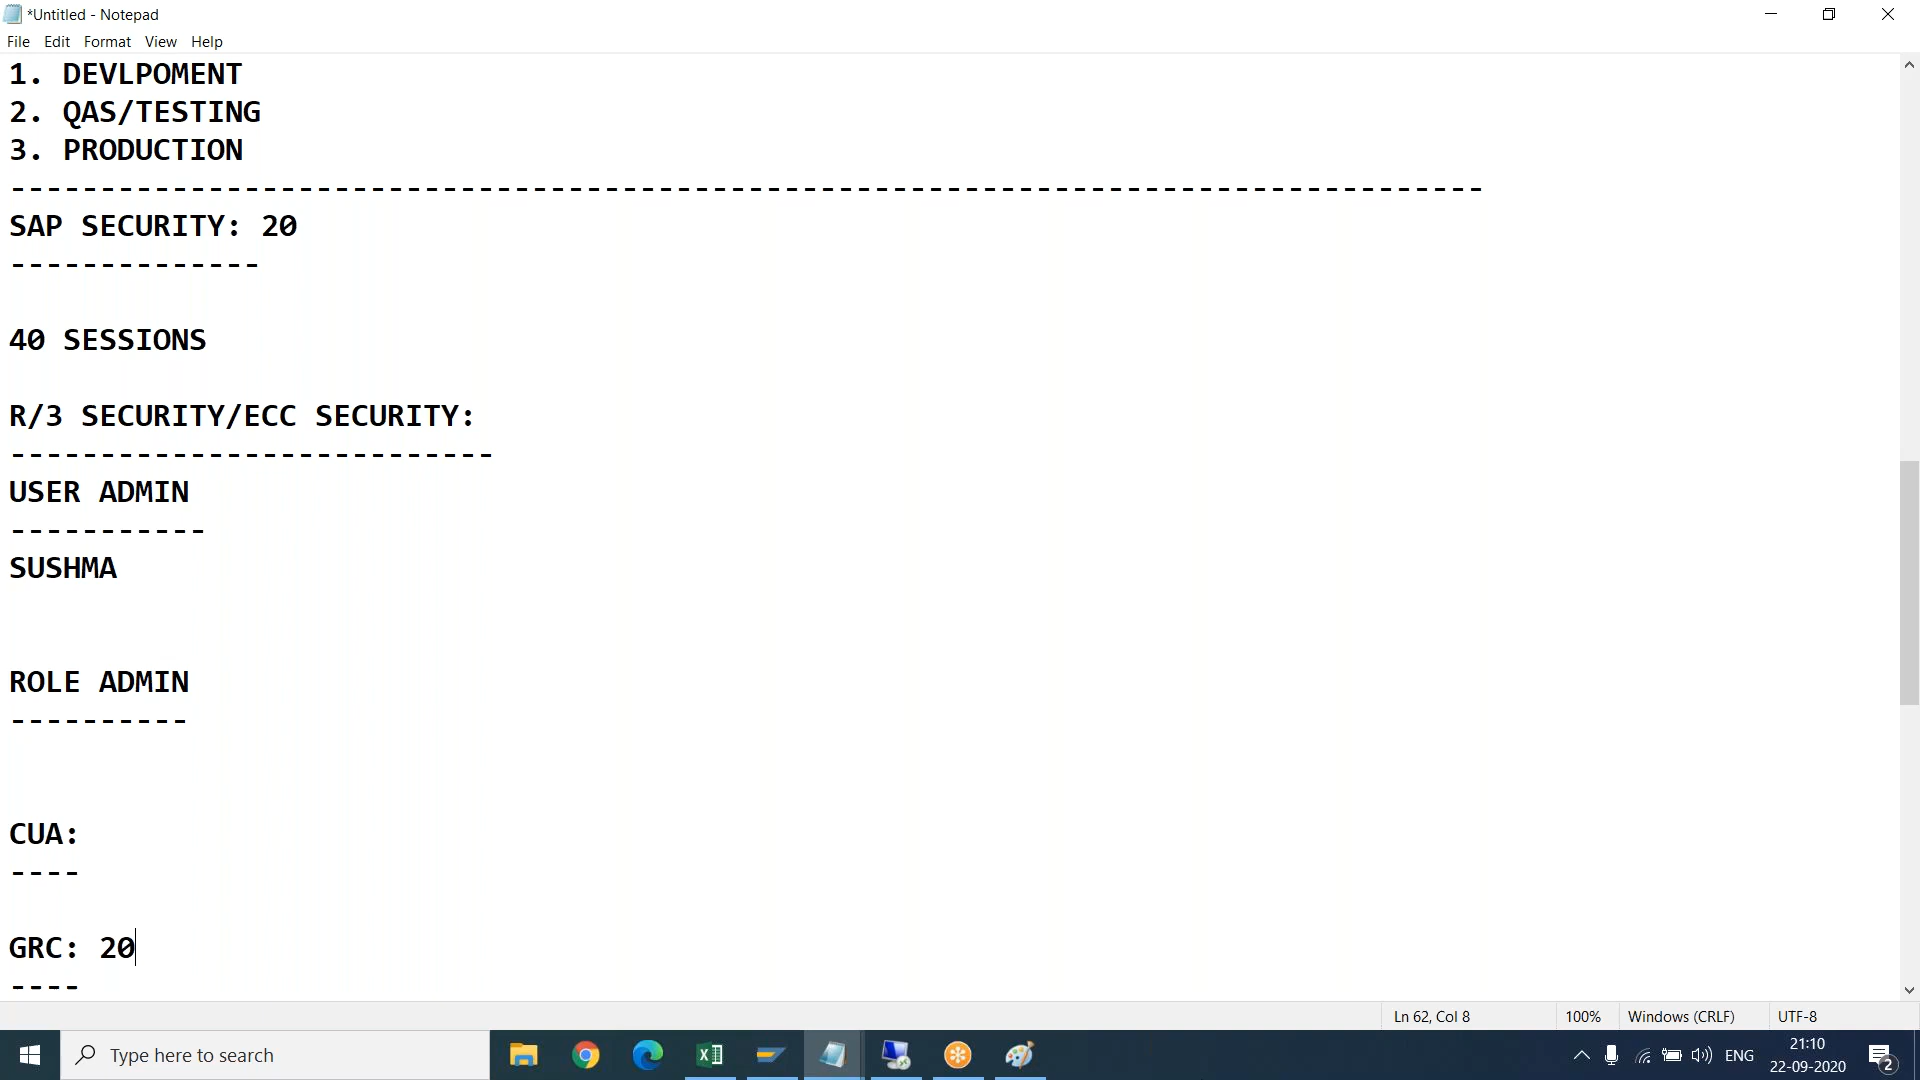 *Untitled - Notepad
File Edit Format View Help
1. DEVLPOMENT
2. QAS/TESTING
3. PRODUCTION
----------------------------------------------------------------------------------
SAP SECURITY: 20
--------------
40 SESSIONS
R/3 SECURITY/ECC SECURITY:
---------------------------
USER ADMIN
-----------
SUSHMA
ROLE ADMIN
----------
CUA:
----
GRC: 20
----
Ln 62, Col 8 100% Windows (CRLF) UTF-8
Type here to search
ENG
21:10
22-09-2020
2